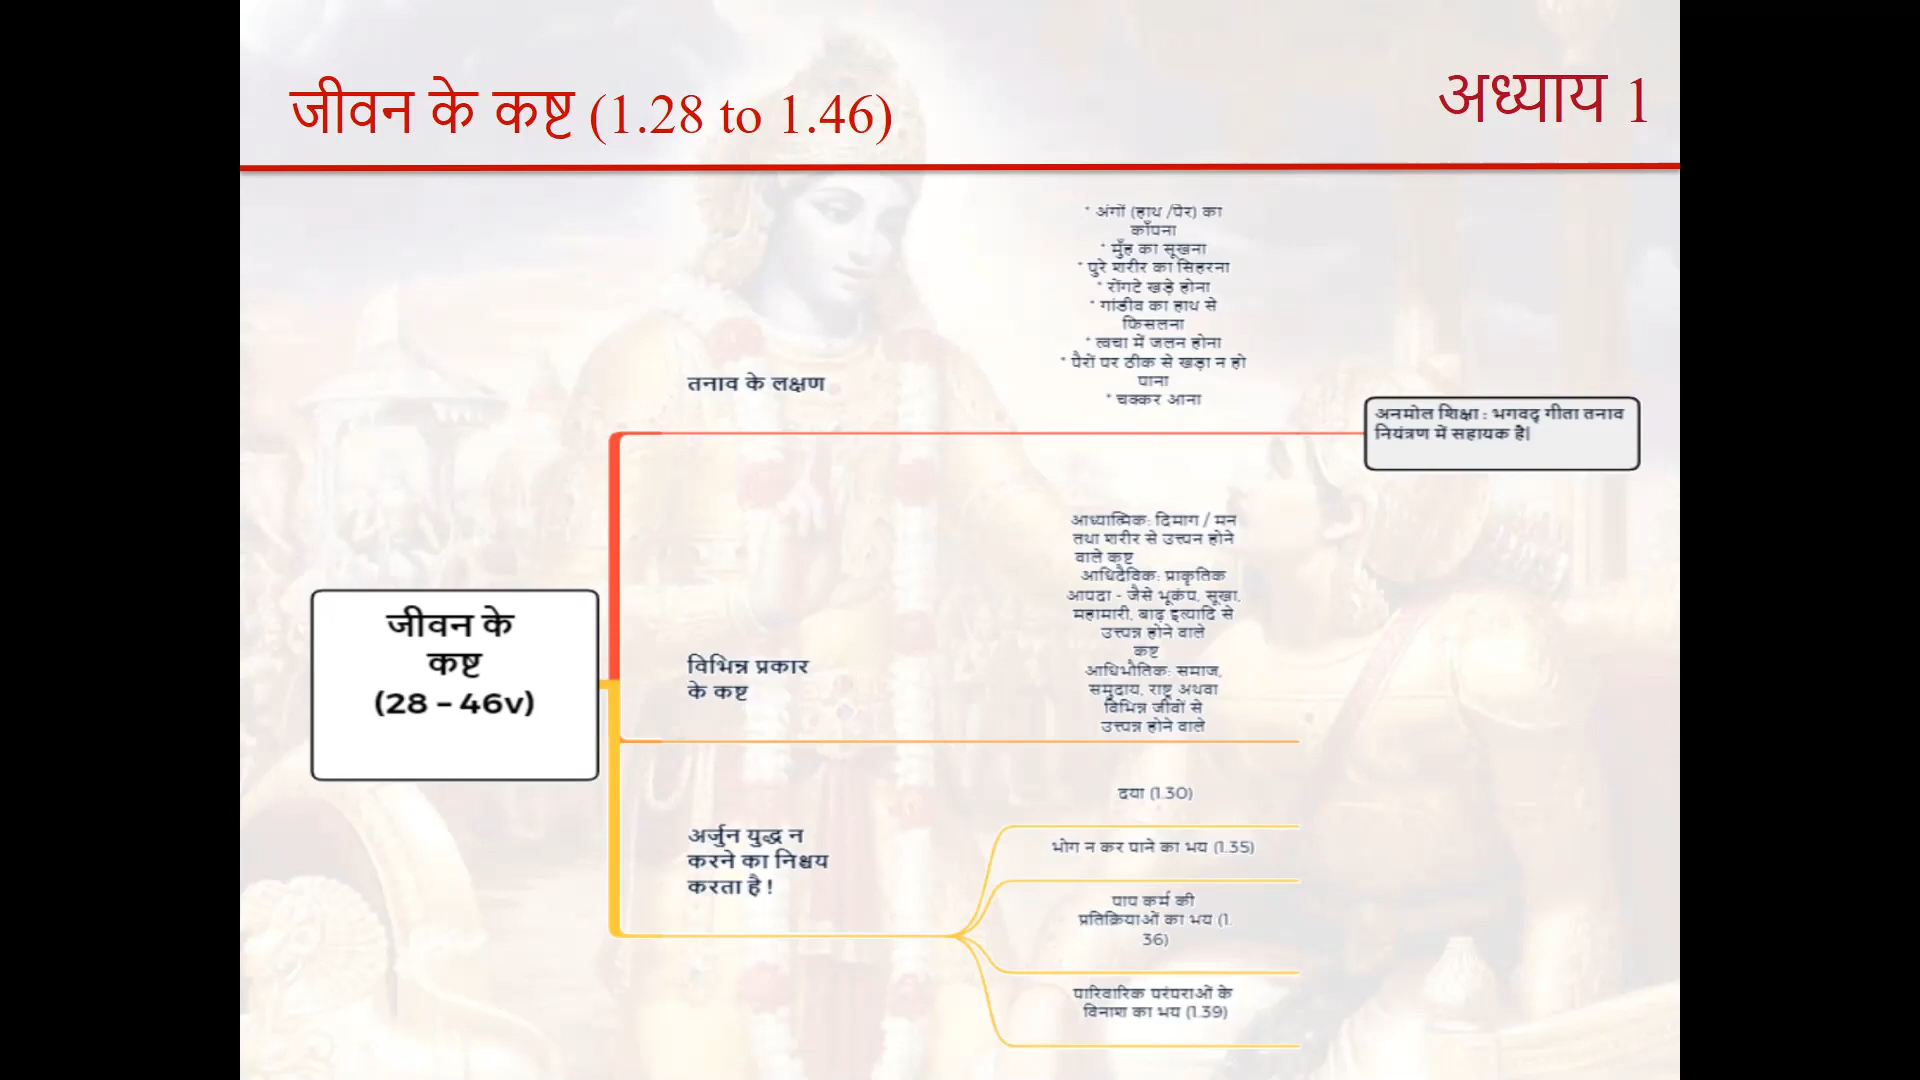 जीवन के कष्ट (1.28 to 1.46)
अध्याय 1
* अंगों (हाथ /पैर) का
काँपना
* मुँह का सूखना
* पुरे शरीर का सिहरना
* रोंगटे खड़े होना
* गांडीव का हाथ से
फिसलना
* त्वचा में जलन होना
* पैरों पर ठीक से खड़ा न हो
पाना
* चक्कर आना
तनाव के लक्षण
अनमोल शिक्षा : भगवद् गीता तनाव
नियंत्रण में सहायक है|
आध्यात्मिक: दिमाग / मन
तथा शरीर से उत्त्पन होने
वाले कष्ट
आधिदैविक: प्राकृतिक
आपदा - जैसे भूकंप, सूखा,
महामारी, बाढ़ इत्यादि से
उत्त्पन्न होने वाले
कष्ट
आधिभौतिक: समाज,
समुदाय, राष्ट्र अथवा
विभिन्न जीवों से
उत्त्पन्न होने वाले
विभिन्न प्रकार
के कष्ट
जीवन के
कष्ट
(28 – 46v)
अर्जुन युद्ध न
करने का निश्चय
करता है !
दया (1.30)
भोग न कर पाने का भय (1.35)
पाप कर्म की
प्रतिक्रियाओं का भय (1.
36)
पारिवारिक परंपराओं के
विनाश का भय (1.39)